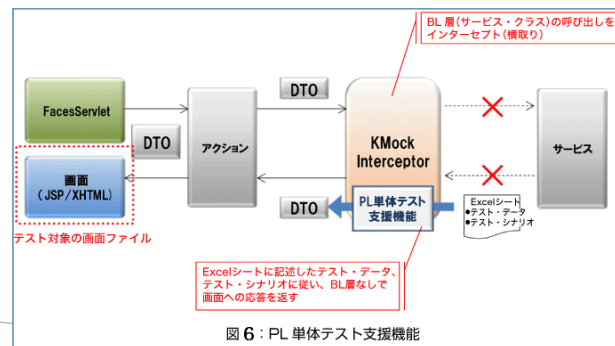 BL層(サービス・クラス)の呼び出しを
インターセプト(横取り)
FacesServlet
DTO
アクション
DTO
KMock
Interceptor
サービス
画面
(JSP/XHTML)
テスト対象の画面ファイル
DTO
PL単体テスト
支援機能
Excelシート
●テスト・データ
●テスト・シナリオ
Excelシートに記述したテスト・データ、
テスト・シナリオに従い、BL層なしで
画面への応答を返す
図6:PL単体テスト支援機能